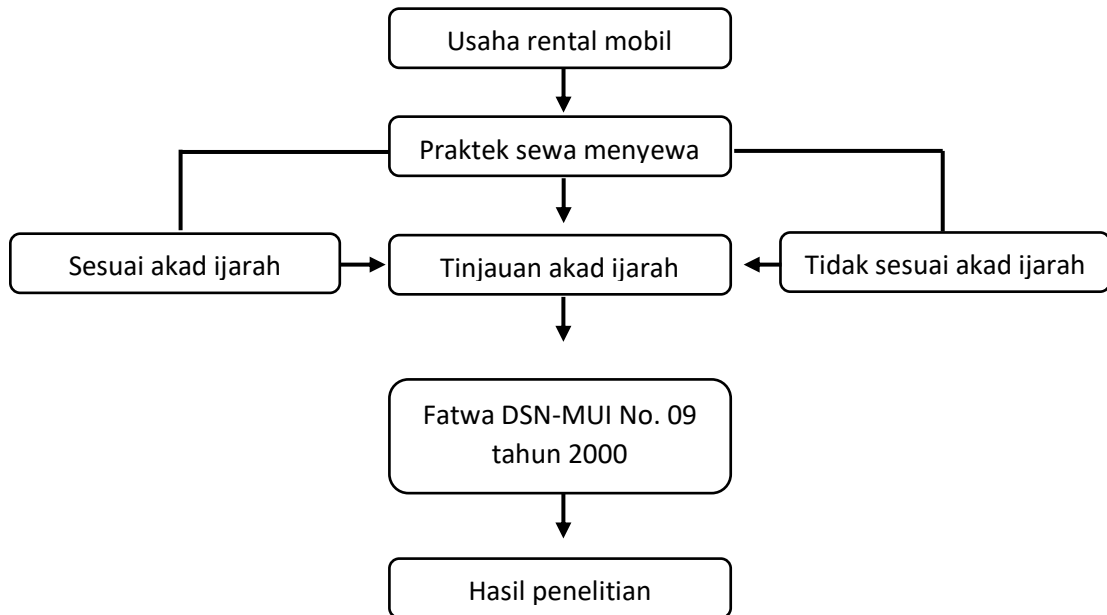 Usaha rental mobil
Praktek sewa menyewa
Sesuai akad ijarah
Tinjauan akad ijarah
Tidak sesuai akad ijarah
Fatwa DSN-MUI No. 09
tahun 2000
Hasil penelitian